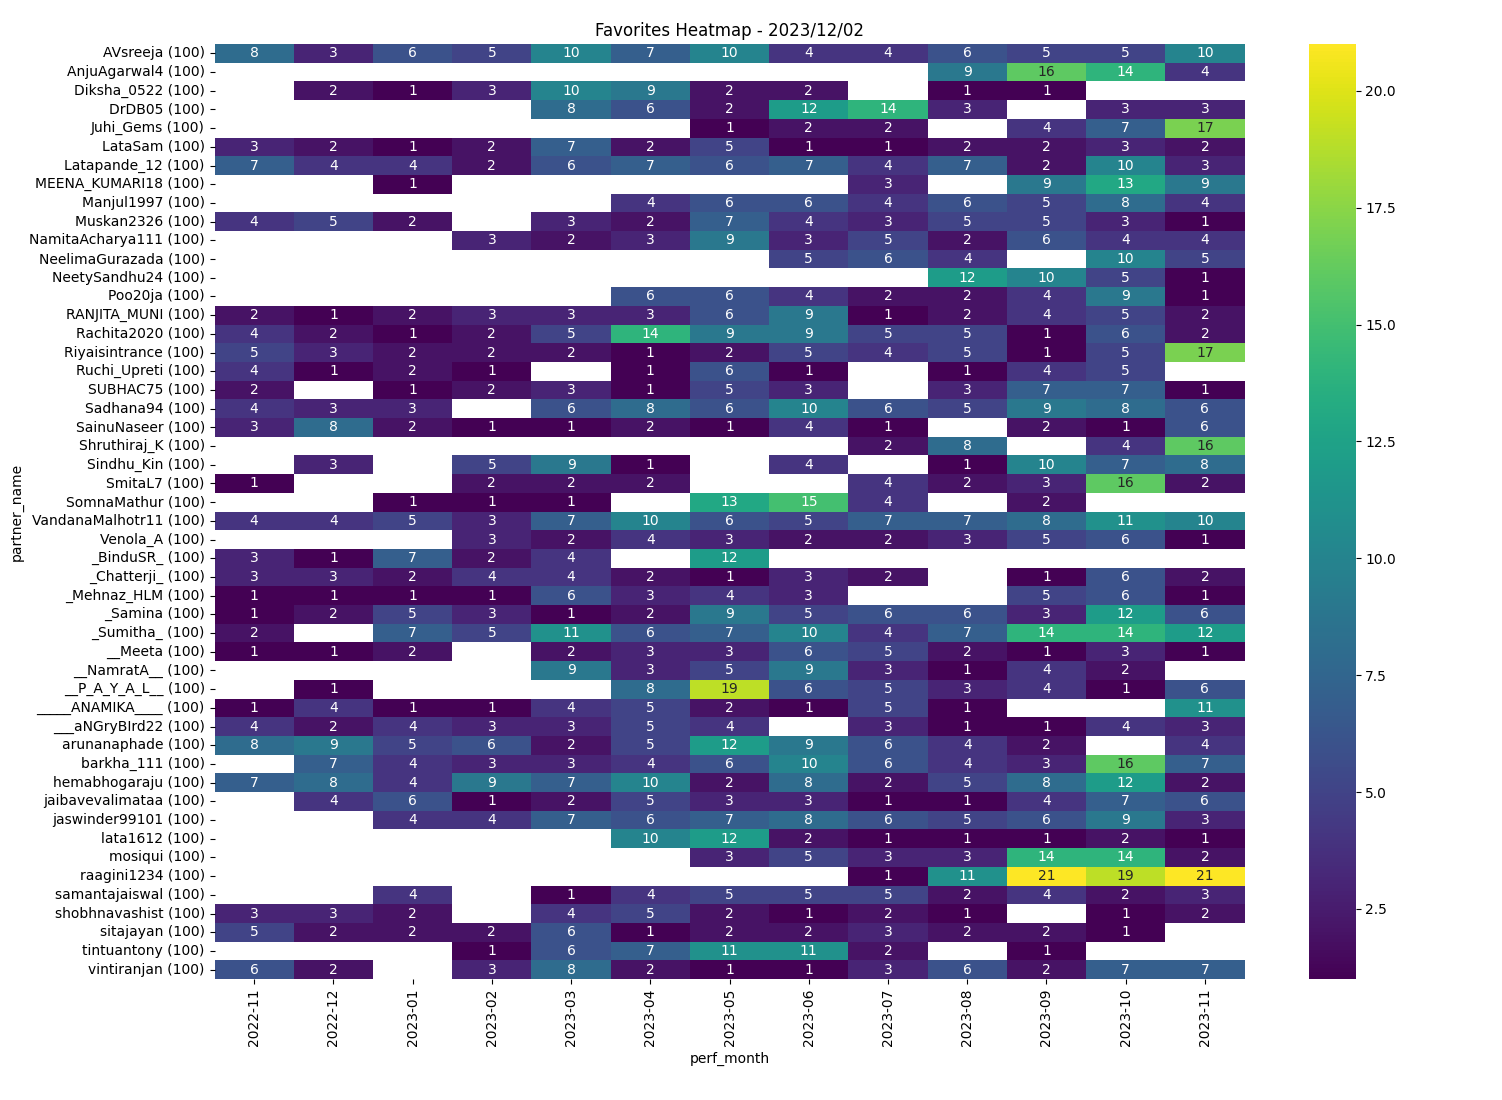 Favorites Heatmap - 2023/12/02
AVsreeja (100) 8 3 6 5 10 7 10 4 4 6 5 5 10
AnjuAgarwal4 (100) 9 16 14 4
Diksha_0522 (100) 2 1 3 10 9 2 2 1 1
DrDB05 (100) 8 6 2 12 14 3 3 3
Juhi_Gems (100) 1 2 2 4 7 17
LataSam (100) 3 2 1 2 7 2 5 1 1 2 2 3 2
Latapande_12 (100) 7 4 4 2 6 7 6 7 4 7 2 10 3
MEENA_KUMARI18 (100) 1 3 9 13 9
Manjul1997 (100) 4 6 6 4 6 5 8 4
Muskan2326 (100) 4 5 2 3 2 7 4 3 5 5 3 1
NamitaAcharya111 (100) 3 2 3 9 3 5 2 6 4 4
NeelimaGurazada (100) 5 6 4 10 5
NeetySandhu24 (100) 12 10 5 1
Poo20ja (100) 6 6 4 2 2 4 9 1
RANJITA_MUNI (100) 2 1 2 3 3 3 6 9 1 2 4 5 2
Rachita2020 (100) 4 2 1 2 5 14 9 9 5 5 1 6 2
Riyaisintrance (100) 5 3 2 2 2 1 2 5 4 5 1 5 17
Ruchi_Upreti (100) 4 1 2 1 1 6 1 1 4 5
SUBHAC75 (100) 2 1 2 3 1 5 3 3 7 7 1
Sadhana94 (100) 4 3 3 6 8 6 10 6 5 9 8 6
SainuNaseer (100) 3 8 2 1 1 2 1 4 1 2 1 6
Shruthiraj_K (100) 2 8 4 16
Sindhu_Kin (100) 3 5 9 1 4 1 10 7 8
SmitaL7 (100) 1 2 2 2 4 2 3 16 2
SomnaMathur (100) 1 1 1 13 15 4 2
VandanaMalhotr11 (100) 4 4 5 3 7 10 6 5 7 7 8 11 10
Venola_A (100) 3 2 4 3 2 2 3 5 6 1
_BinduSR_ (100) 3 1 7 2 4 12
_Chatterji_ (100) 3 3 2 4 4 2 1 3 2 1 6 2
_Mehnaz_HLM (100) 1 1 1 1 6 3 4 3 5 6 1
_Samina (100) 1 2 5 3 1 2 9 5 6 6 3 12 6
_Sumitha_ (100) 2 7 5 11 6 7 10 4 7 14 14 12
__Meeta (100) 1 1 2 2 3 3 6 5 2 1 3 1
__NamratA__ (100) 9 3 5 9 3 1 4 2
__P_A_Y_A_L__ (100) 1 8 19 6 5 3 4 1 6
_____ANAMIKA____ (100) 1 4 1 1 4 5 2 1 5 1 11
___aNGryBIrd22 (100) 4 2 4 3 3 5 4 3 1 1 4 3
arunanaphade (100) 8 9 5 6 2 5 12 9 6 4 2 4
barkha_111 (100) 7 4 3 3 4 6 10 6 4 3 16 7
hemabhogaraju (100) 7 8 4 9 7 10 2 8 2 5 8 12 2
jaibavevalimataa (100) 4 6 1 2 5 3 3 1 1 4 7 6
jaswinder99101 (100) 4 4 7 6 7 8 6 5 6 9 3
lata1612 (100) 10 12 2 1 1 1 2 1
mosiqui (100) 3 5 3 3 14 14 2
raagini1234 (100) 1 11 21 19 21
samantajaiswal (100) 4 1 4 5 5 5 2 4 2 3
shobhnavashist (100) 3 3 2 4 5 2 1 2 1 1 2
sitajayan (100) 5 2 2 2 6 1 2 2 3 2 2 1
tintuantony (100) 1 6 7 11 11 2 1
vintiranjan (100) 6 2 3 8 2 1 1 3 6 2 7 7
2022-11 2022-12 2023-01 2023-02 2023-03 2023-04 2023-05 2023-06 2023-07 2023-08 2023-09 2023-10 2023-11
perf_month
partner_name
20.0
17.5
15.0
12.5
10.0
7.5
5.0
2.5